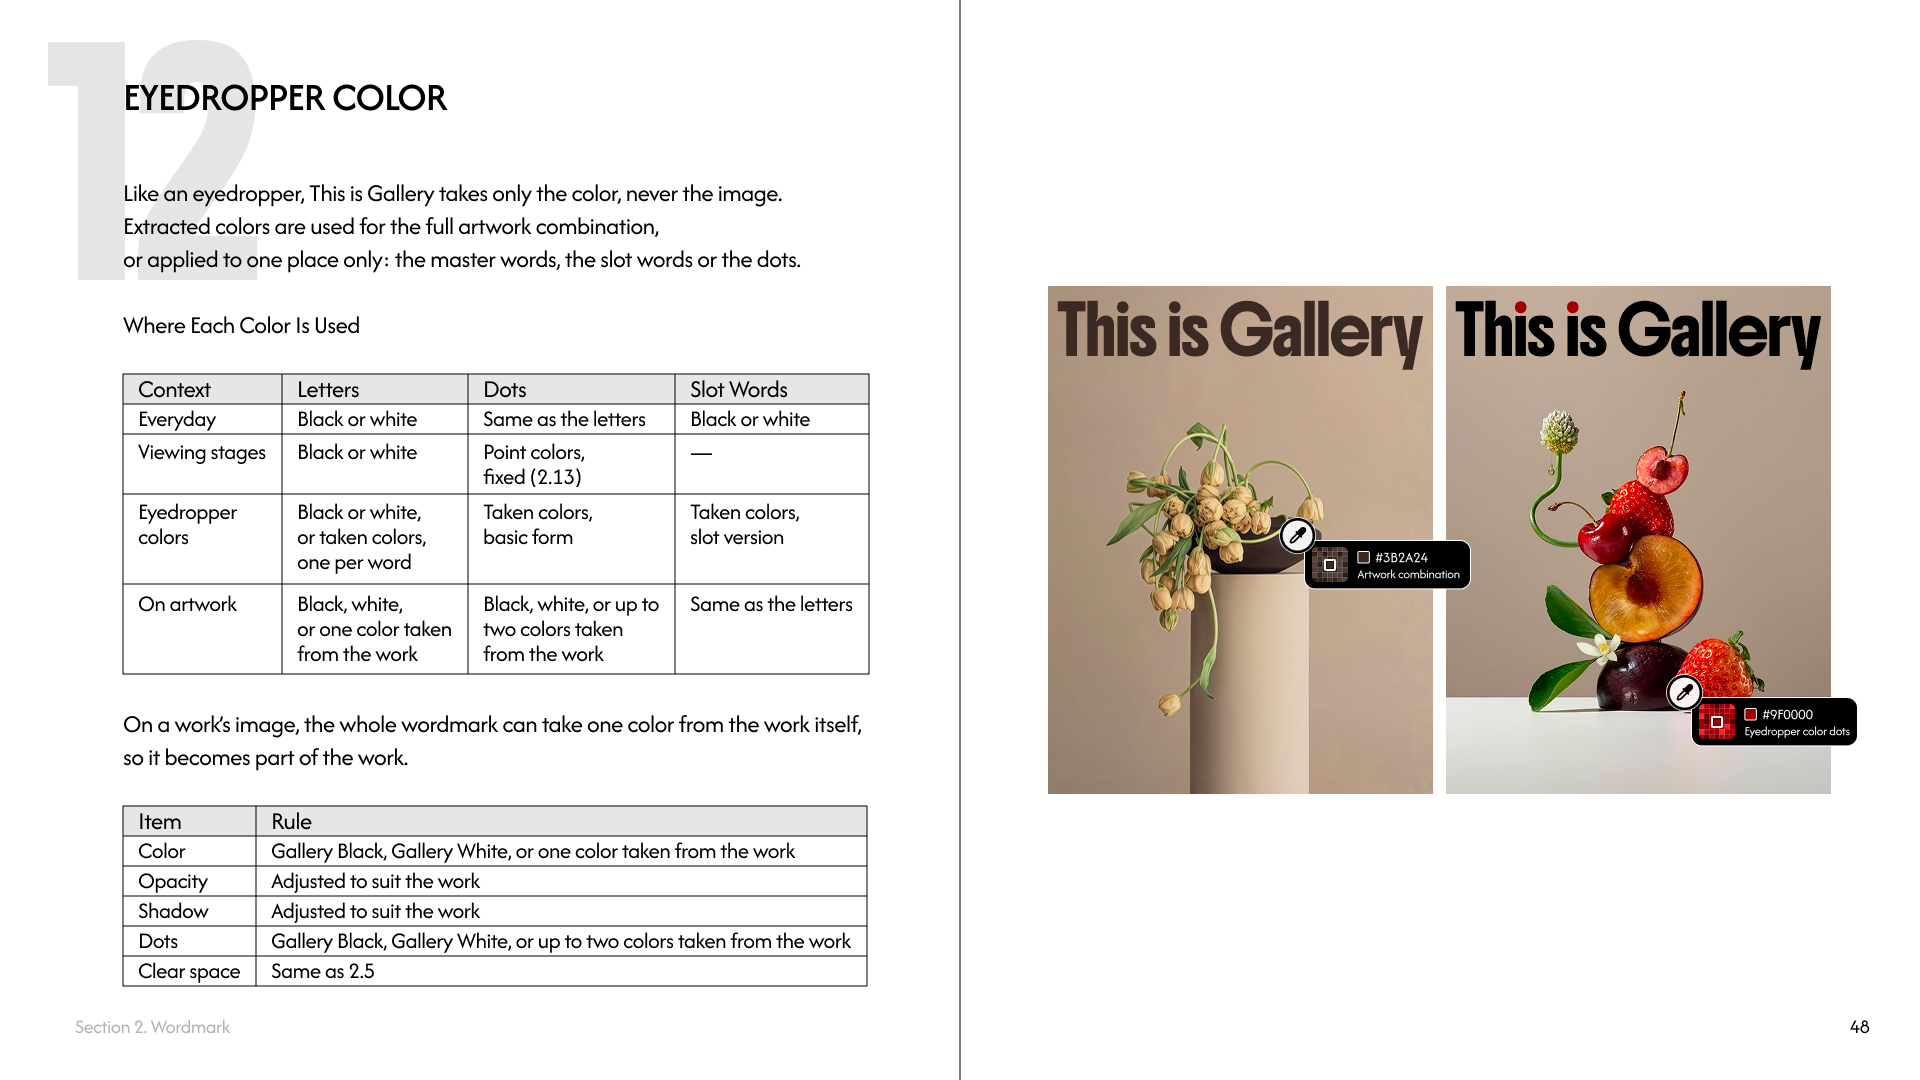 12
EYEDROPPER COLOR
Like an eyedropper, This is Gallery takes only the color, never the image.
Extracted colors are used for the full artwork combination,
or applied to one place only: the master words, the slot words or the dots.
Where Each Color Is Used
Context Letters Dots Slot Words
Everyday Black or white Same as the letters Black or white
Viewing stages Black or white Point colors, —
fixed (2.13)
Eyedropper Black or white, Taken colors, Taken colors,
colors or taken colors, basic form slot version
one per word
On artwork Black, white, Black, white, or up to Same as the letters
or one color taken two colors taken
from the work from the work
On a work’s image, the whole wordmark can take one color from the work itself,
so it becomes part of the work.
Item Rule
Color Gallery Black, Gallery White, or one color taken from the work
Opacity Adjusted to suit the work
Shadow Adjusted to suit the work
Dots Gallery Black, Gallery White, or up to two colors taken from the work
Clear space Same as 2.5
Section 2. Wordmark
This is Gallery
#3B2A24
Artwork combination
This is Gallery
#9F0000
Eyedropper color dots
48